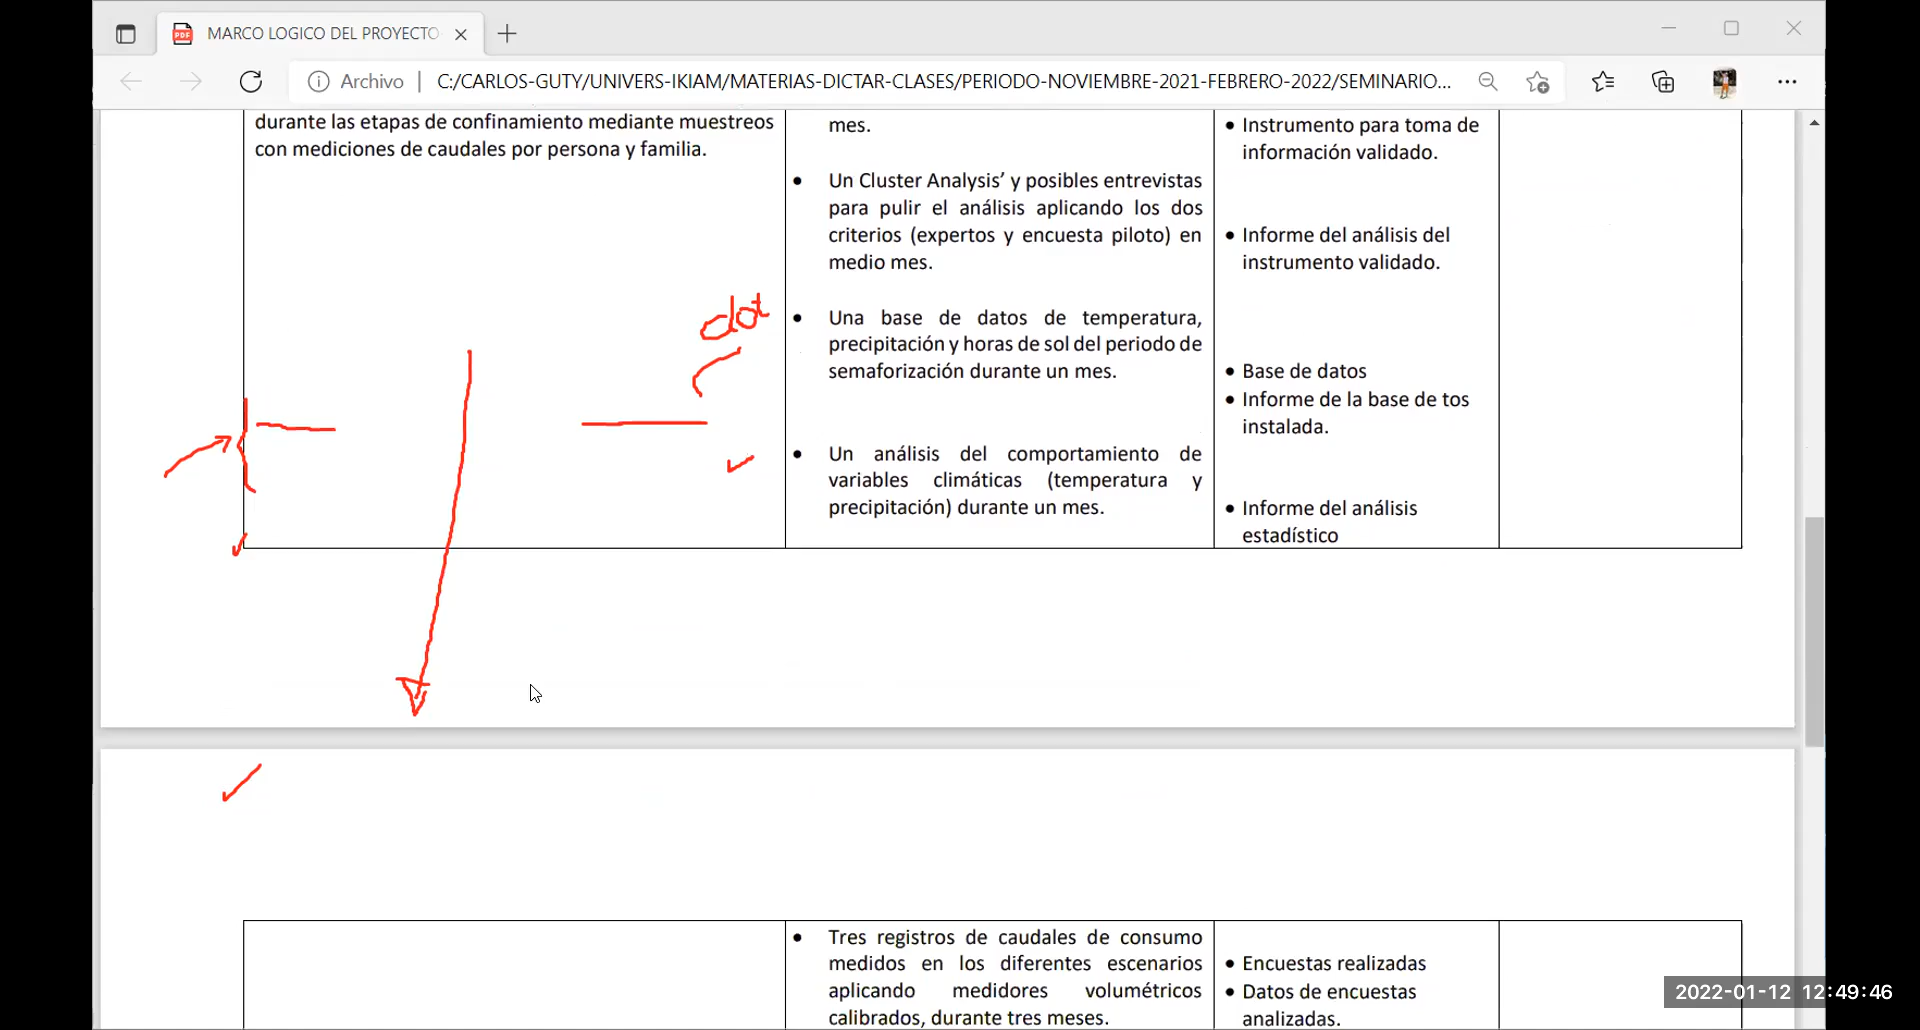 MARCO LOGICO DEL PROYECTO
Archivo
C:/CARLOS-GUTY/UNIVERS-IKIAM/MATERIAS-DICTAR-CLASES/PERIODO-NOVIEMBRE-2021-FEBRERO-2022/SEMINARIO...
durante las etapas de confinamiento mediante muestreos
con mediciones de caudales por persona y familia.
mes.
• Un Cluster Analysis’ y posibles entrevistas
para pulir el análisis aplicando los dos
criterios (expertos y encuesta piloto) en
medio mes.
• Una base de datos de temperatura,
precipitación y horas de sol del periodo de
semaforización durante un mes.
• Un análisis del comportamiento de
variables climáticas (temperatura y
precipitación) durante un mes.
• Instrumento para toma de
información validado.
• Informe del análisis del
instrumento validado.
• Base de datos
• Informe de la base de tos
instalada.
• Informe del análisis
estadístico
dot
• Tres registros de caudales de consumo
medidos en los diferentes escenarios
aplicando medidores volumétricos
calibrados, durante tres meses.
• Encuestas realizadas
• Datos de encuestas
analizadas.
2022-01-12 12:49:46